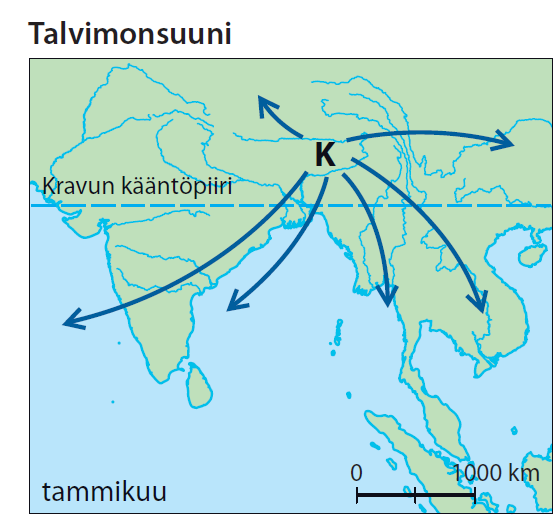 Talvimonsuuni
K
Kravun kääntöpiiri
0 1000 km
tammikuu